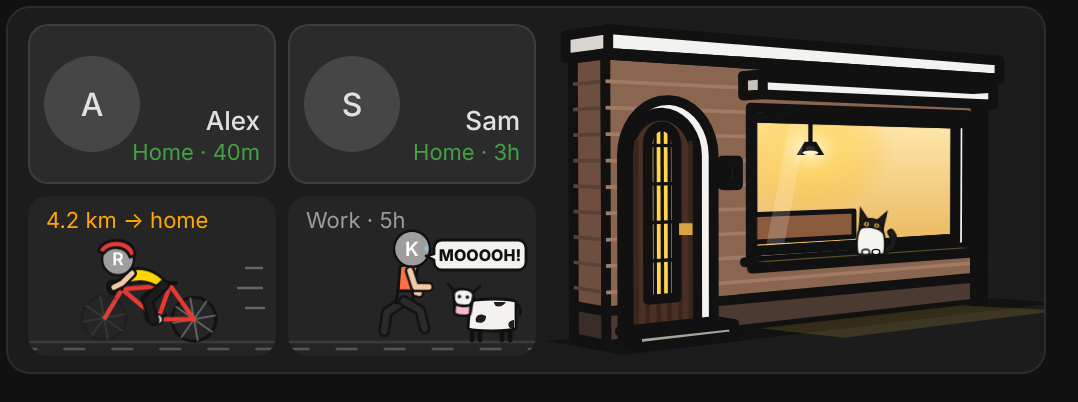 A
Alex
Home · 40m
S
Sam
Home · 3h
4.2 km → home
R
Work · 5h
K
MOOOOH!